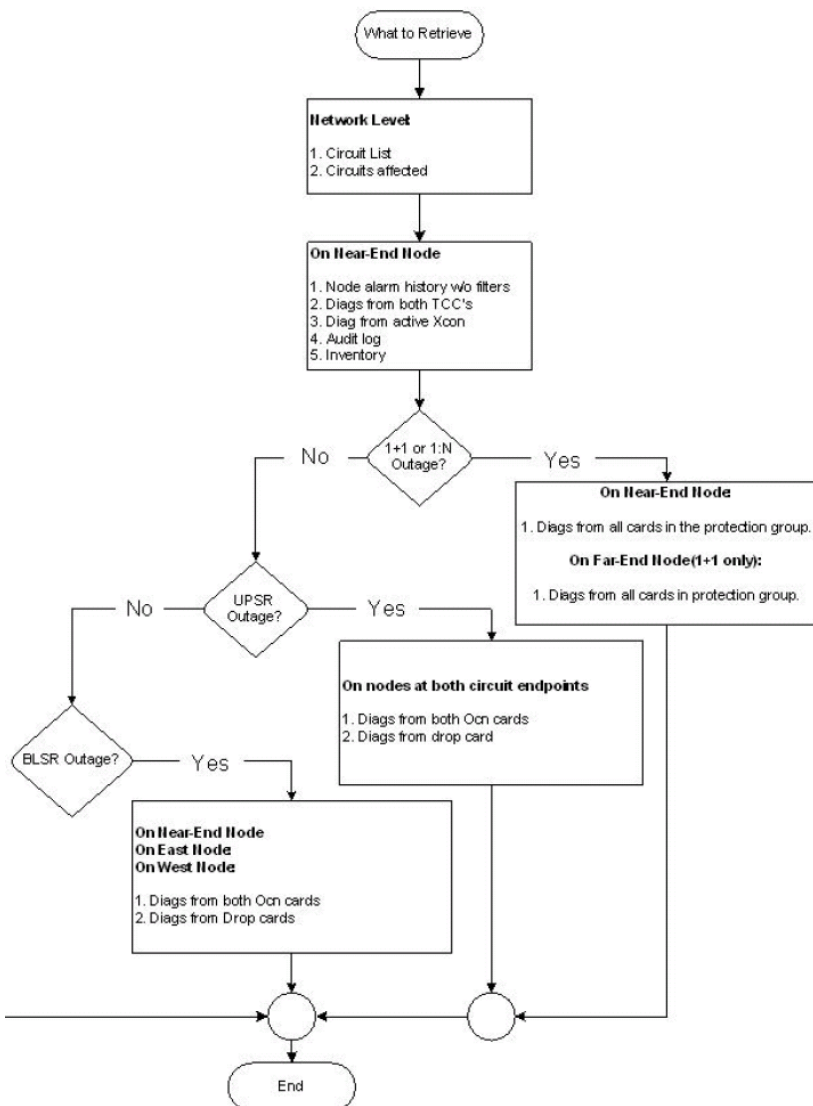 What to Retrieve
Network Level:
1. Circuit List
2. Circuits affected
On Near-End Node
1. Node alarm history w/o filters
2. Diags from both TCC's
3. Diag from active Xcon
4. Audit log
5. Inventory
1+1 or 1:N
Outage?
No
Yes
On Near-End Node:
1. Diags from all cards in the protection group.
On Far-End Node(1+1 only):
1. Diags from all cards in protection group.
UPSR
Outage?
No
Yes
On nodes at both circuit endpoints
1. Diags from both Ocn cards
2. Diags from drop card
BLSR Outage?
Yes
On Near-End Node
On East Node:
On West Node:
1. Diags from both Ocn cards
2. Diags from Drop cards
End